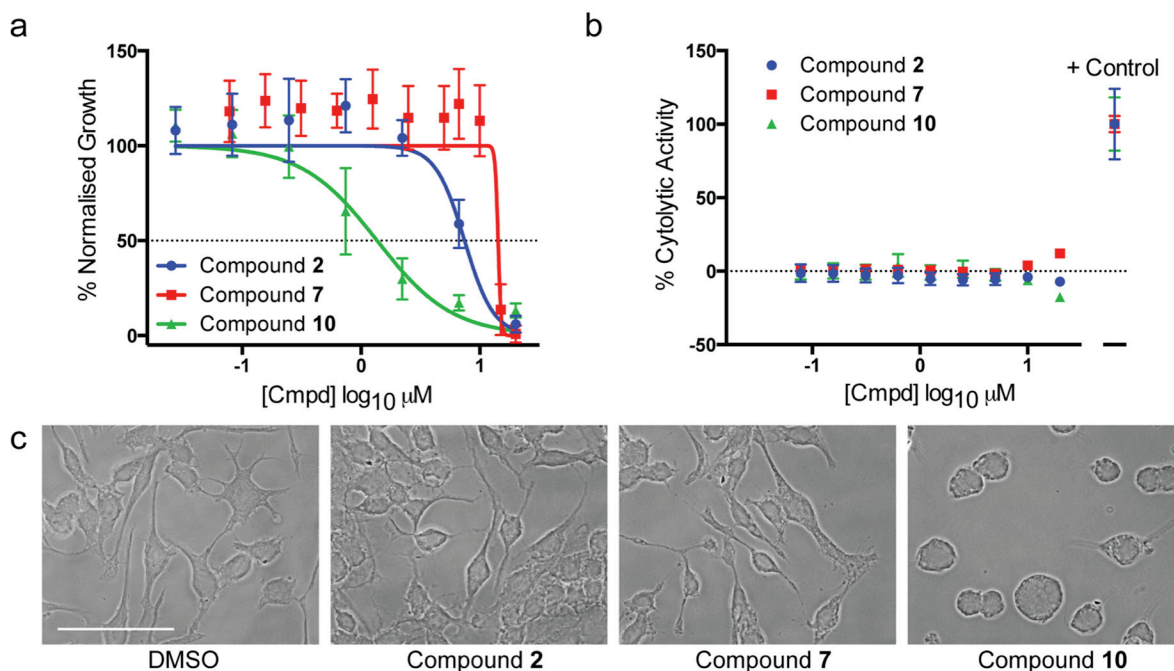 a
150
100
50
0
% Normalised Growth
Compound 2
Compound 7
Compound 10
-1 0 1
[Cmpd] log10 μM
b
150
100
50
0
-50
% Cytolytic Activity
Compound 2
Compound 7
Compound 10
+ Control
-1 0 1
[Cmpd] log10 μM
c
DMSO Compound 2 Compound 7 Compound 10